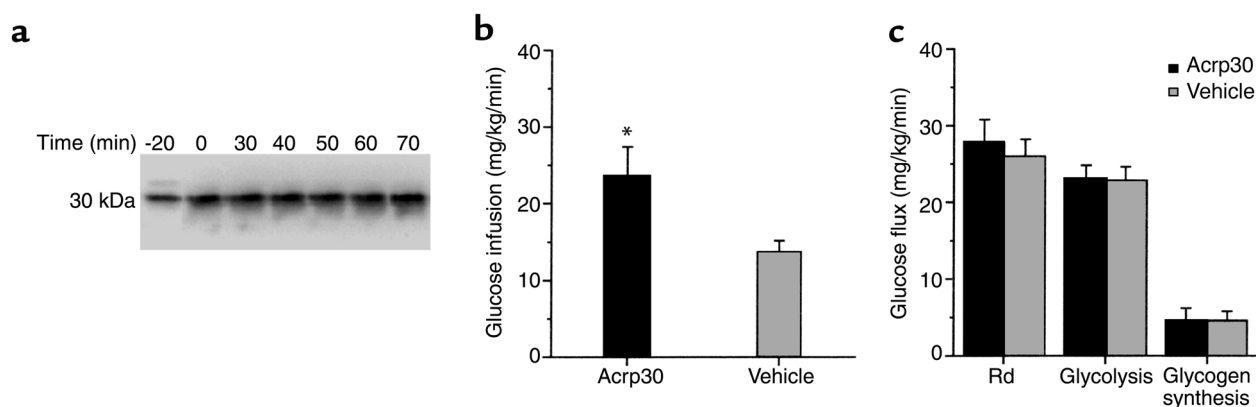 a
Time (min) -20 0 30 40 50 60 70
30 kDa
b
Glucose infusion (mg/kg/min)
40
30
20
10
0
*
Acrp30 Vehicle
c
Glucose flux (mg/kg/min)
40
30
20
10
0
Acrp30
Vehicle
Rd Glycolysis Glycogen
synthesis